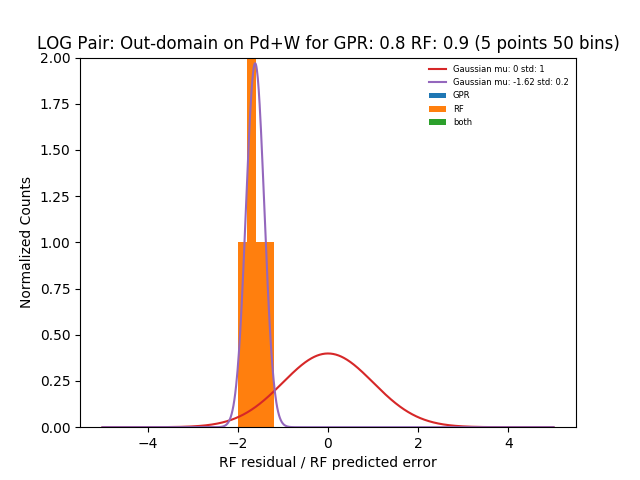 LOG Pair: Out-domain on Pd+W for GPR: 0.8 RF: 0.9 (5 points 50 bins)
Gaussian mu: 0 std: 1
Gaussian mu: -1.62 std: 0.2
GPR
RF
both
Normalized Counts
2.00
1.75
1.50
1.25
1.00
0.75
0.50
0.25
0.00
−4
−2
0
2
4
RF residual / RF predicted error